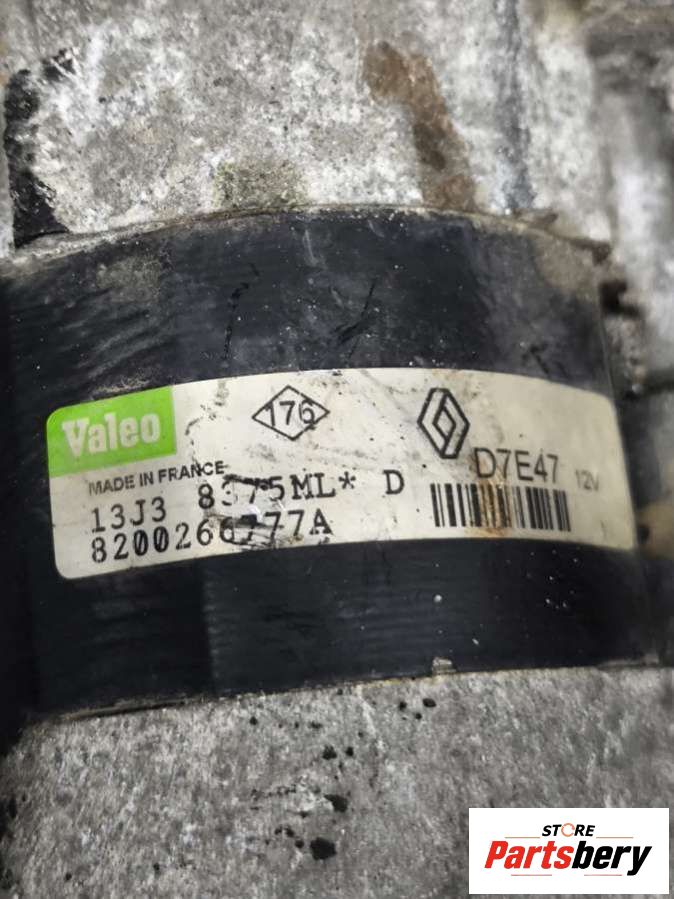 Valeo
176
MADE IN FRANCE
D7E47 12V
13J3 8375ML* D
8200266777A
STORE
Partsbery